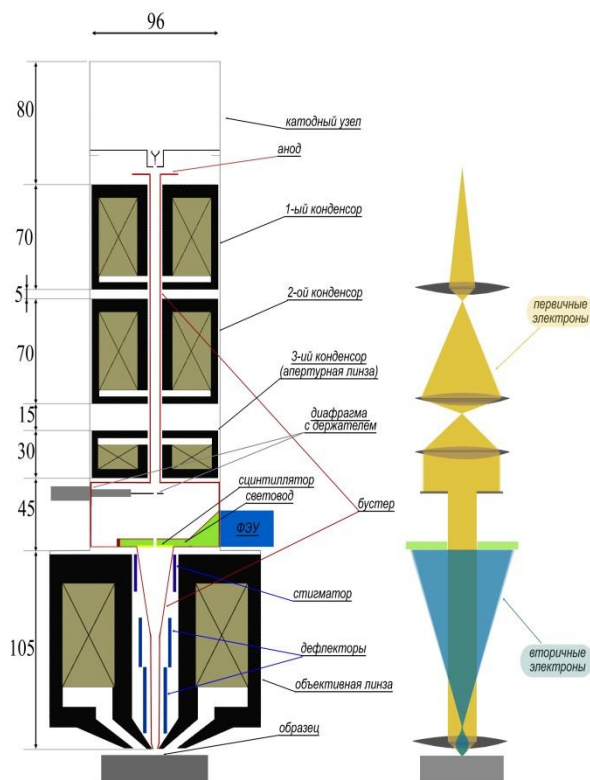 96
80
катодный узел
анод
70
1-ый конденсор
5
2-ой конденсор
70
3-ий конденсор
(апертурная линза)
15
диафрагма
с держателем
30
сцинтиллятор
световод
45
ФЭУ
бустер
105
стигматор
дефлекторы
объективная линза
образец
первичные
электроны
вторичные
электроны